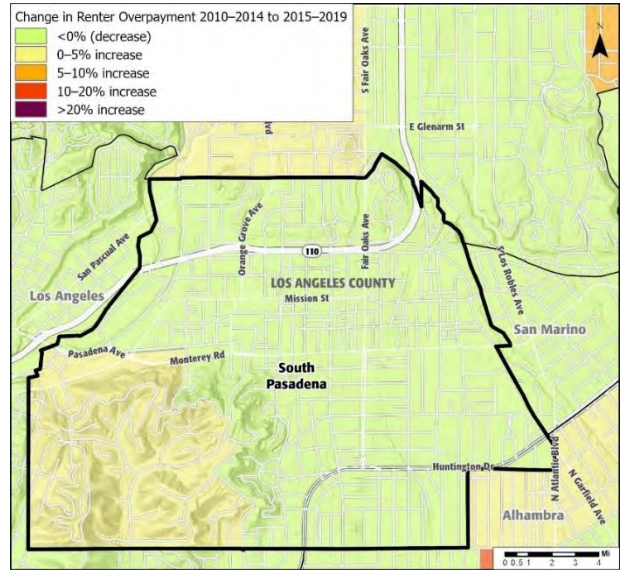 Change in Renter Overpayment 2010–2014 to 2015–2019
<0% (decrease)
0–5% increase
5–10% increase
10–20% increase
>20% increase
N
S Fair Oaks Ave
E Glenarm St
San Pascual Ave
Orange Grove Ave
Fair Oaks Ave
110
S Los Robles Ave
Los Angeles
LOS ANGELES COUNTY
Mission St
San Marino
Pasadena Ave
Monterey Rd
South
Pasadena
Huntington Dr
N Atlantic Blvd
N Garfield Ave
Alhambra
Mi
0 0.5 1 2 3 4